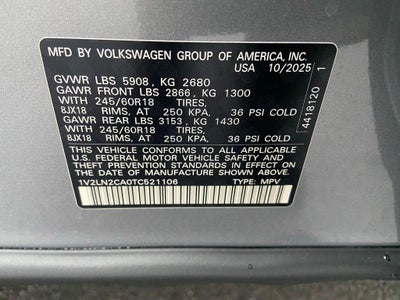 MFD BY VOLKSWAGEN GROUP OF AMERICA, INC.
USA 10/2025
GVWR LBS 5908, KG 2680
GAWR FRONT LBS 2866, KG 1300
WITH 245/60R18 TIRES,
8JX18 RIMS, AT 250 KPA, 36 PSI COLD
GAWR REAR LBS 3153, KG 1430
WITH 245/60R18 TIRES,
8JX18 RIMS, AT 250 KPA, 36 PSI COLD
THIS VEHICLE CONFORMS TO ALL APPLICABLE
U.S. FEDERAL MOTOR VEHICLE SAFETY AND
THEFT PREVENTION STANDARDS IN EFFECT ON THE
DATE OF MANUFACTURE SHOWN ABOVE.
1V2LN2CA0TC521106 TYPE: MPV
4418120 1